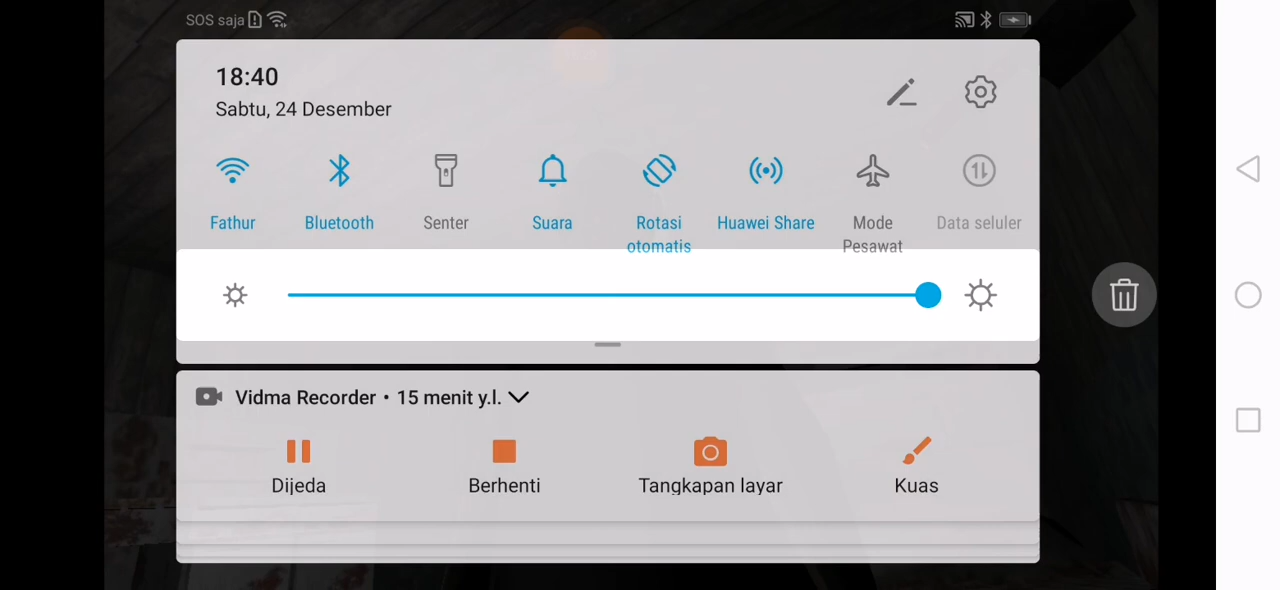 SOS saja
18:40
Sabtu, 24 Desember
Fathur
Bluetooth
Senter
Suara
Rotasi
otomatis
Huawei Share
Mode
Pesawat
Data seluler
Vidma Recorder • 15 menit y.l.
Dijeda
Berhenti
Tangkapan layar
Kuas